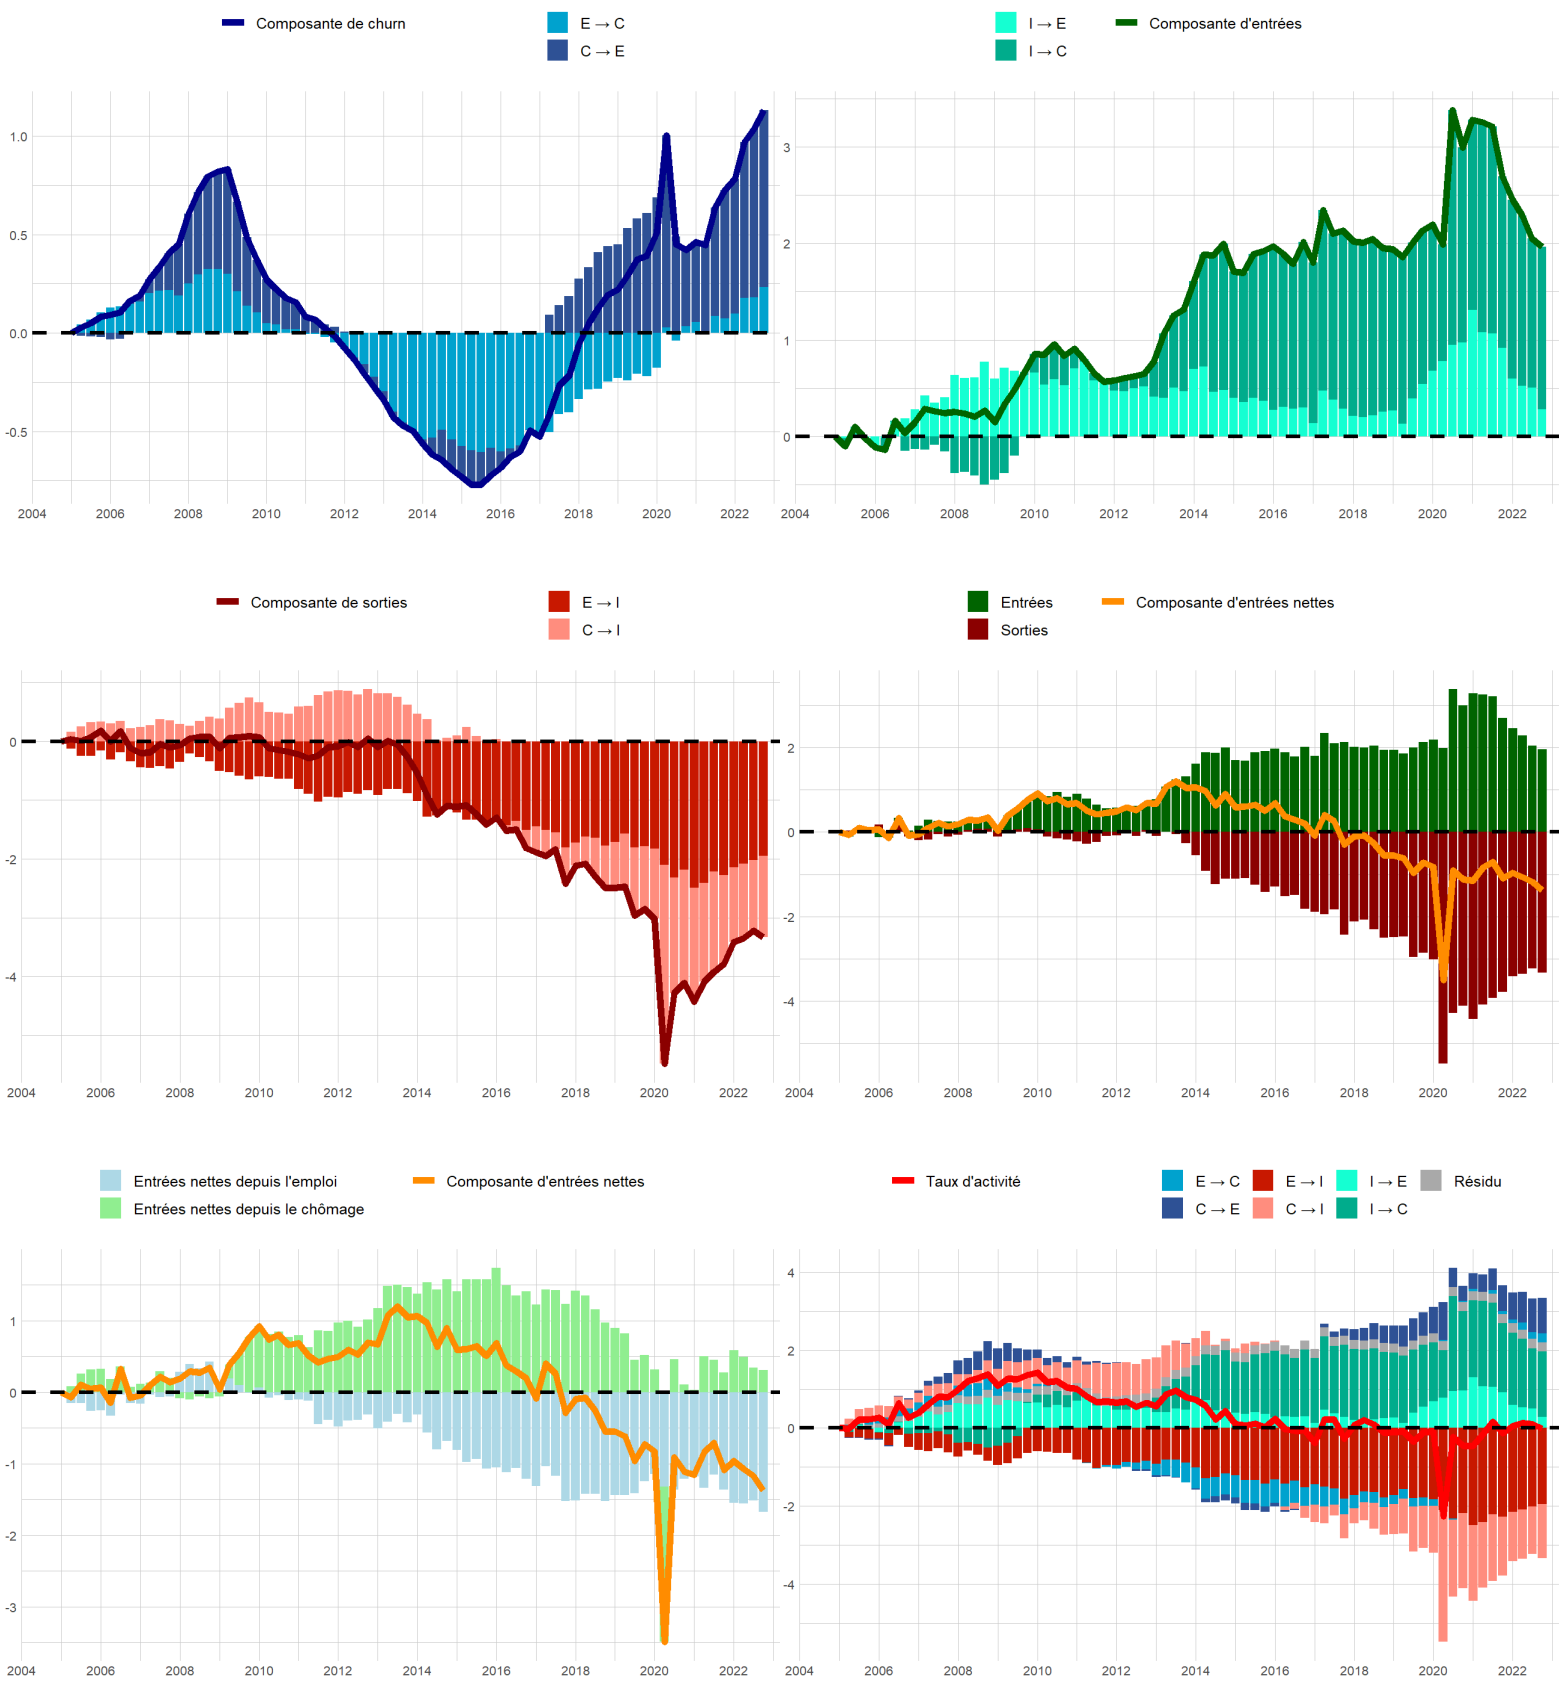 Composante de churn E → C I → E Composante d'entrées
C → E I → C
1.0
0.5
0.0
-0.5
2004 2006 2008 2010 2012 2014 2016 2018 2020 2022
3
2
1
0
2004 2006 2008 2010 2012 2014 2016 2018 2020 2022
Composante de sorties E → I Entrées Composante d'entrées nettes
C → I Sorties
0
-2
-4
2004 2006 2008 2010 2012 2014 2016 2018 2020 2022
2
0
-2
-4
2004 2006 2008 2010 2012 2014 2016 2018 2020 2022
Entrées nettes depuis l'emploi Composante d'entrées nettes
Entrées nettes depuis le chômage
1
0
-1
-2
-3
2004 2006 2008 2010 2012 2014 2016 2018 2020 2022
Taux d'activité E → C E → I I → E Résidu
C → E C → I I → C
4
2
0
-2
-4
2004 2006 2008 2010 2012 2014 2016 2018 2020 2022